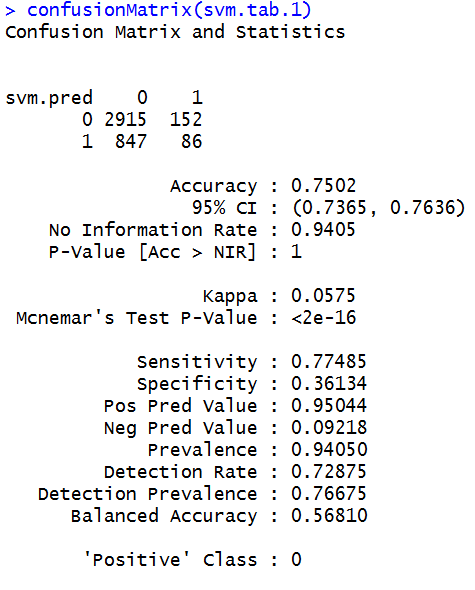 > confusionMatrix(svm.tab.1)
Confusion Matrix and Statistics
svm.pred    0    1
       0 2915  152
       1  847   86
Accuracy : 0.7502
95% CI : (0.7365, 0.7636)
No Information Rate : 0.9405
P-Value [Acc > NIR] : 1
Kappa : 0.0575
Mcnemar's Test P-Value : <2e-16
Sensitivity : 0.77485
Specificity : 0.36134
Pos Pred Value : 0.95044
Neg Pred Value : 0.09218
Prevalence : 0.94050
Detection Rate : 0.72875
Detection Prevalence : 0.76675
Balanced Accuracy : 0.56810
'Positive' Class : 0